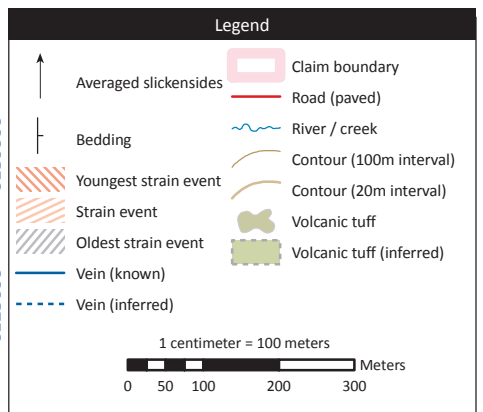 Legend
Averaged slickensides
Bedding
Youngest strain event
Strain event
Oldest strain event
Vein (known)
Vein (inferred)
Claim boundary
Road (paved)
River / creek
Contour (100m interval)
Contour (20m interval)
Volcanic tuff
Volcanic tuff (inferred)
1 centimeter = 100 meters
Meters
0 50 100 200 300